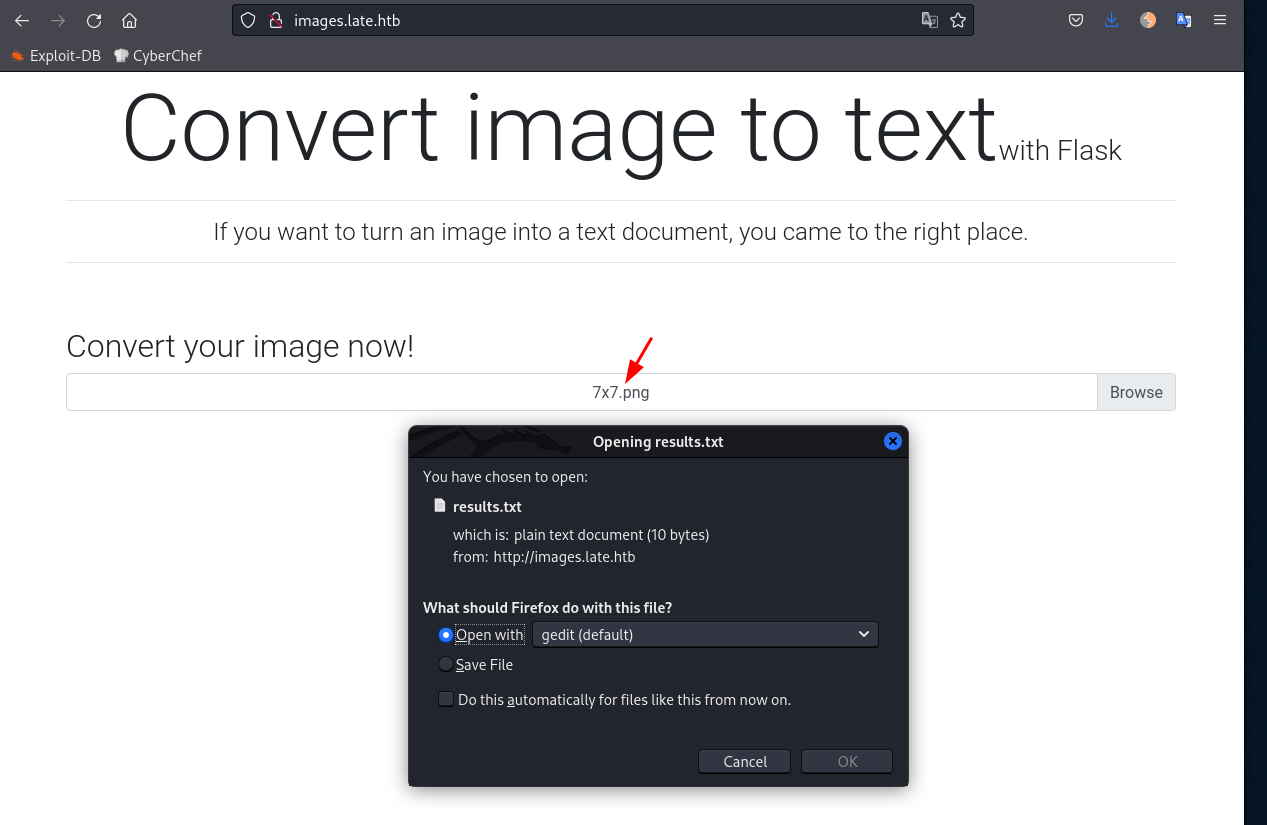 images.late.htb
Exploit-DB CyberChef
Convert image to text with Flask
If you want to turn an image into a text document, you came to the right place.
Convert your image now!
7x7.png Browse
Opening results.txt
You have chosen to open:
results.txt
which is: plain text document (10 bytes)
from: http://images.late.htb
What should Firefox do with this file?
Open with gedit (default)
Save File
Do this automatically for files like this from now on.
Cancel OK